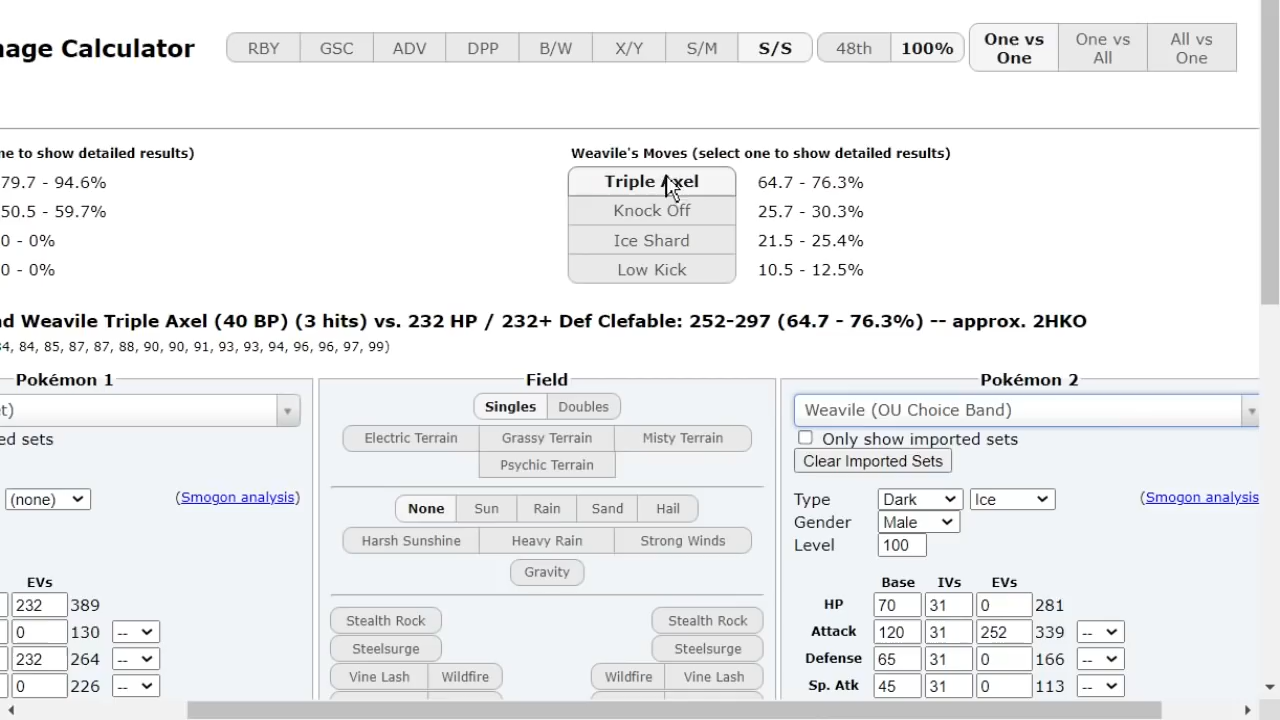 nage Calculator
RBY GSC ADV DPP B/W X/Y S/M S/S 48th 100% One vs One One vs All All vs One
ne to show detailed results)
79.7 - 94.6%
50.5 - 59.7%
0 - 0%
0 - 0%
Weavile's Moves (select one to show detailed results)
Triple Axel 64.7 - 76.3%
Knock Off 25.7 - 30.3%
Ice Shard 21.5 - 25.4%
Low Kick 10.5 - 12.5%
nd Weavile Triple Axel (40 BP) (3 hits) vs. 232 HP / 232+ Def Clefable: 252-297 (64.7 - 76.3%) -- approx. 2HKO
84, 84, 85, 87, 87, 88, 90, 90, 91, 93, 93, 94, 96, 96, 97, 99)
Pokémon 1
t)
ed sets
(none) (Smogon analysis)
EVs
232 389
0 130 --
232 264 --
0 226 --
Field
Singles Doubles
Electric Terrain Grassy Terrain Misty Terrain
Psychic Terrain
None Sun Rain Sand Hail
Harsh Sunshine Heavy Rain Strong Winds
Gravity
Stealth Rock Stealth Rock
Steelsurge Steelsurge
Vine Lash Wildfire Wildfire Vine Lash
Pokémon 2
Weavile (OU Choice Band)
Only show imported sets
Clear Imported Sets
Type Dark Ice (Smogon analysis
Gender Male
Level 100
Base IVs EVs
HP 70 31 0 281
Attack 120 31 252 339 --
Defense 65 31 0 166 --
Sp. Atk 45 31 0 113 --